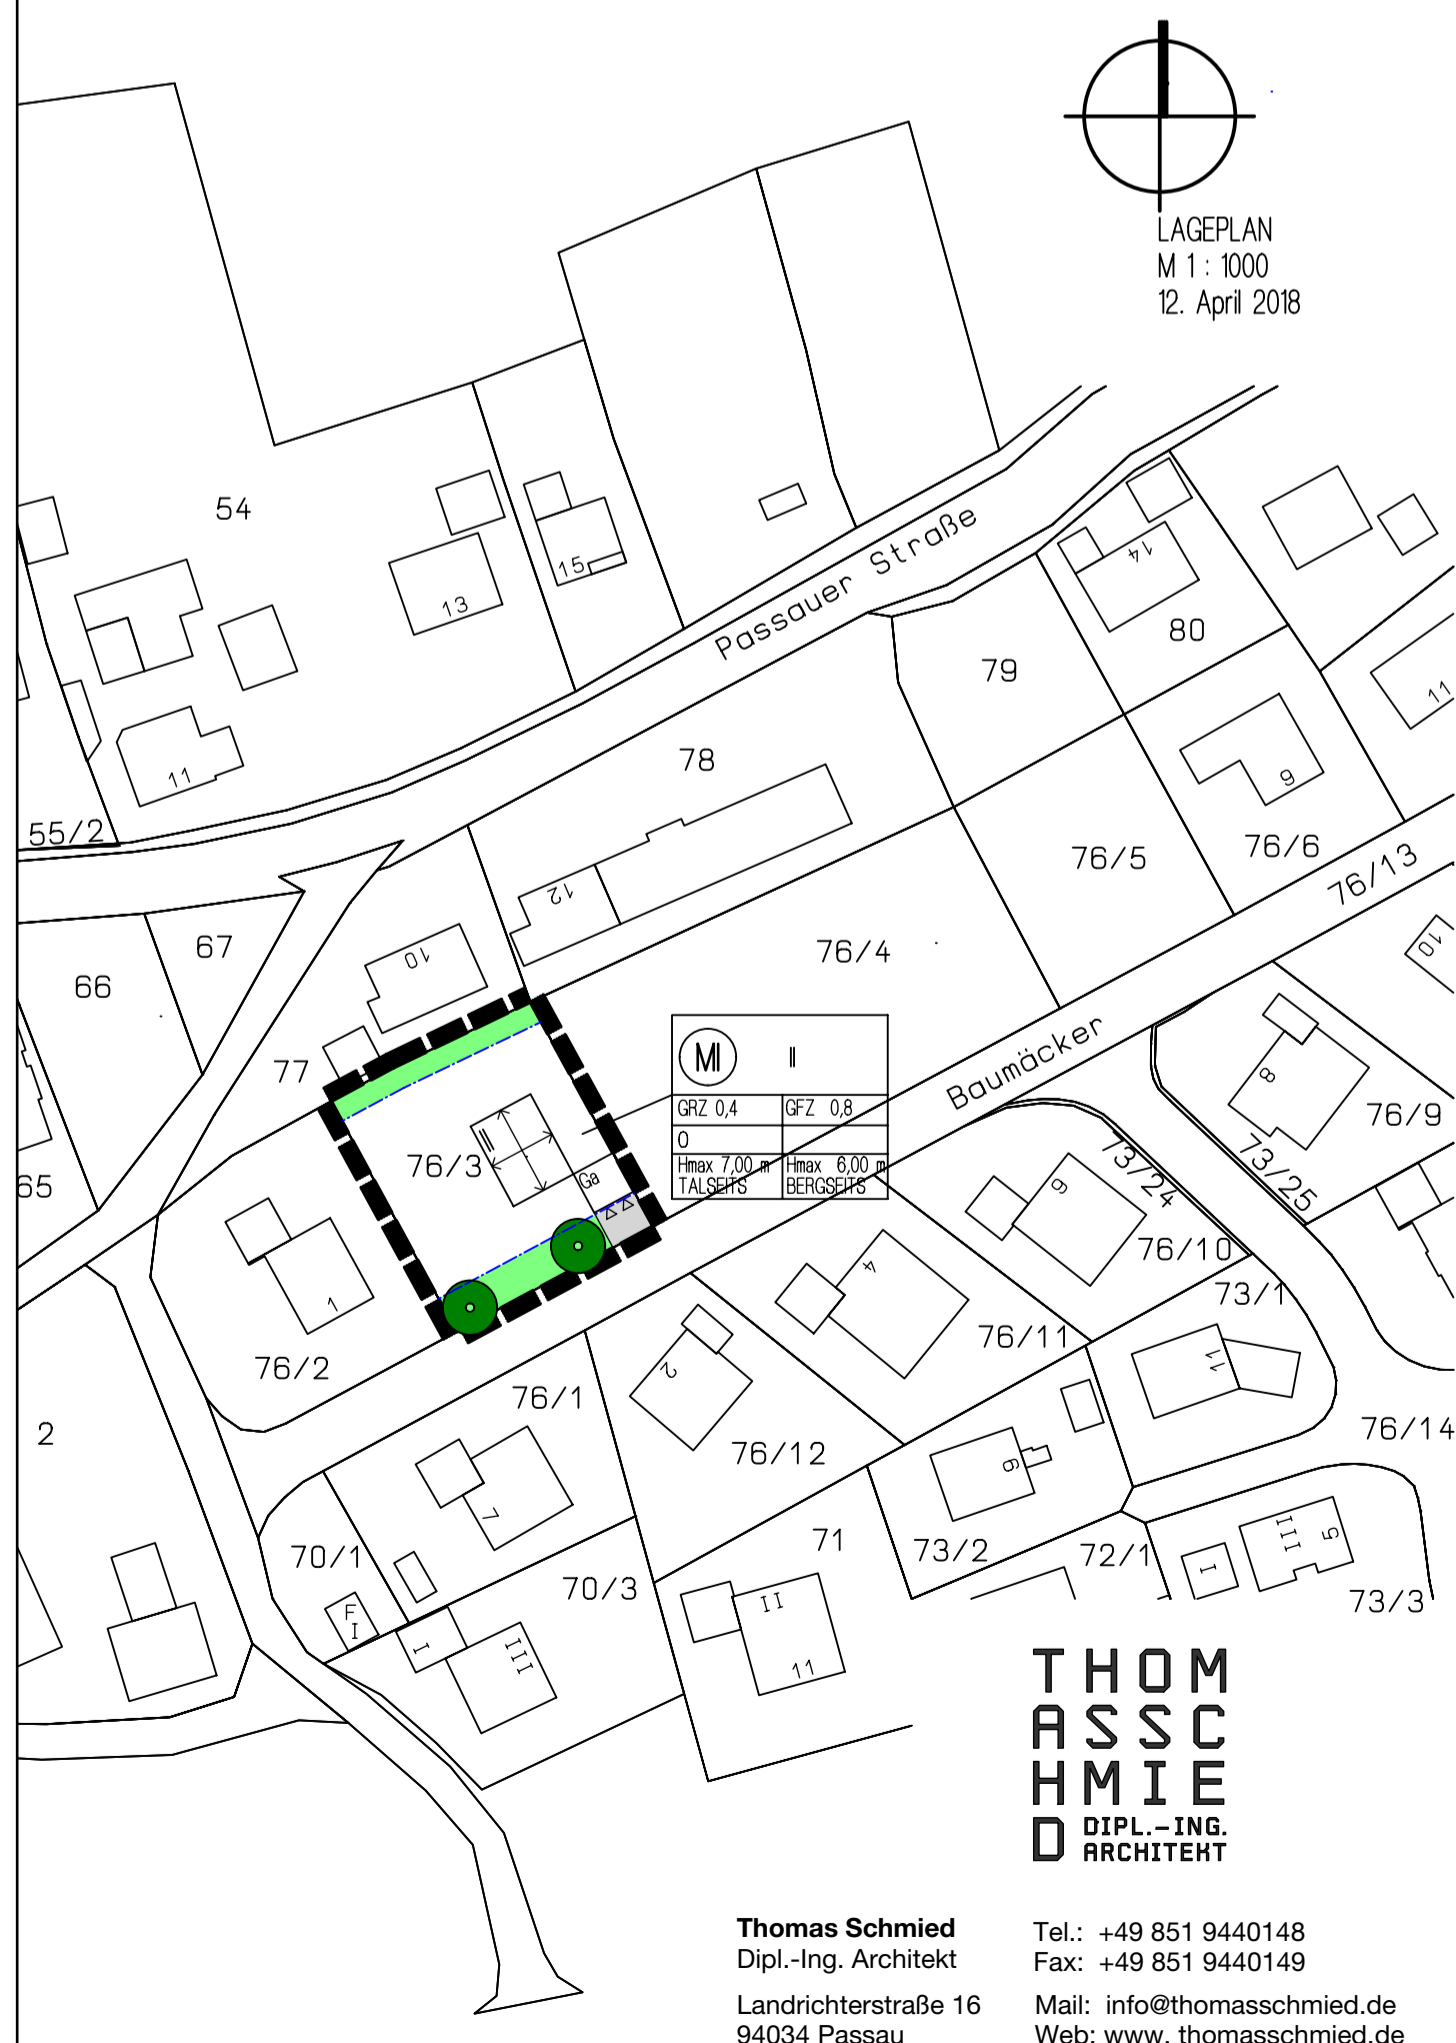 LAGEPLAN
M 1 : 1000
12. April 2018
54
15
13
14
80
Passauer Straße
79
11
11
78
9
55/2
76/5
76/6
76/13
12
67
76/4
10
10
66
77
MI II
GRZ 0,4 GFZ 0,8
O
Hmax 7,00 m Hmax 6,00 m
TALSEITS BERGSEITS
Baumäcker
8
76/9
II
76/3
Ga
73/24
73/25
65
9
76/10
1
4
73/1
76/2
76/11
76/1
2
11
2
76/12
76/14
9
7
70/1
71
73/2
72/1
III
5
I
70/3
73/3
F
I
I
III
II
11
THOM
ASSC
HMIE
D DIPL.-ING.
ARCHITEKT
Thomas Schmied
Dipl.-Ing. Architekt
Landrichterstraße 16
94034 Passau
Tel.: +49 851 9440148
Fax: +49 851 9440149
Mail: info@thomasschmied.de
Web: www. thomasschmied.de